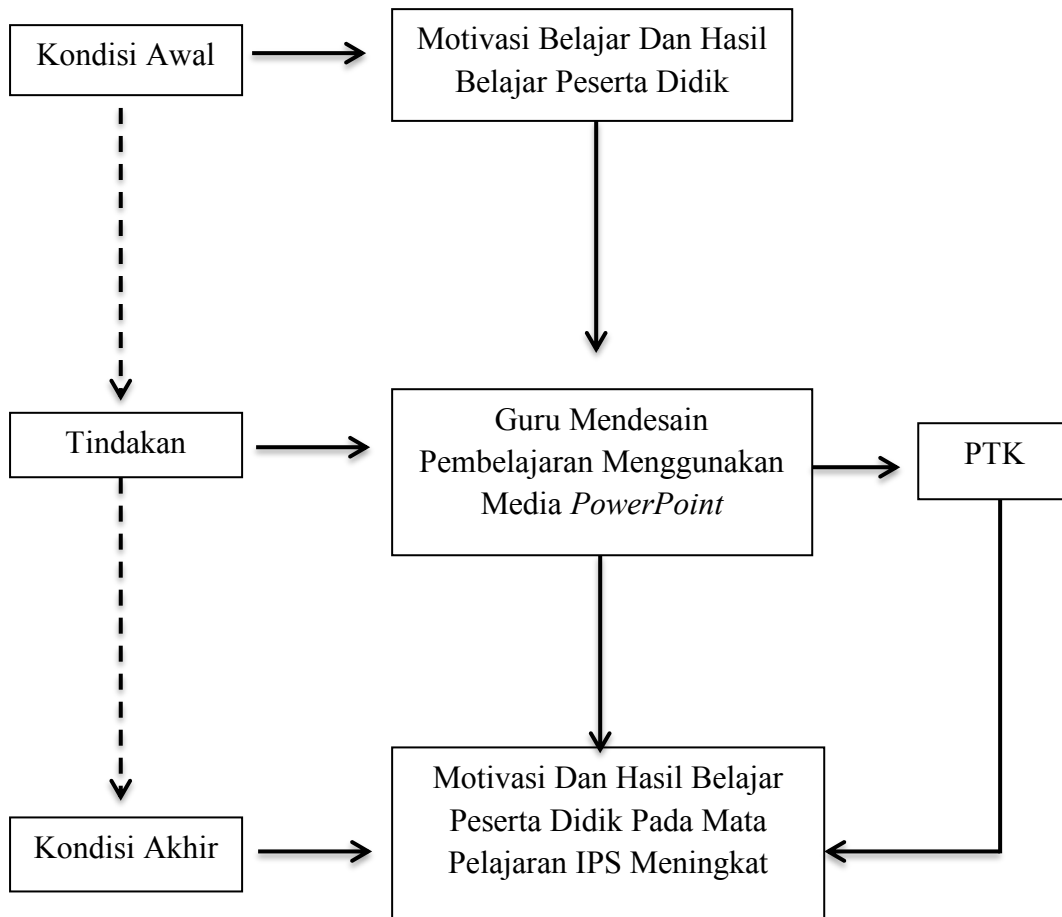 Kondisi Awal
Motivasi Belajar Dan Hasil
Belajar Peserta Didik
Tindakan
Guru Mendesain
Pembelajaran Menggunakan
Media PowerPoint
PTK
Kondisi Akhir
Motivasi Dan Hasil Belajar
Peserta Didik Pada Mata
Pelajaran IPS Meningkat